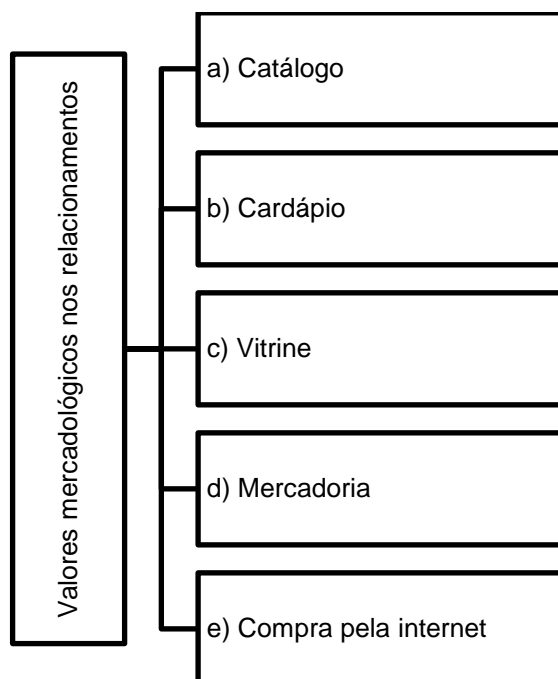 Valores mercadológicos nos relacionamentos
a) Catálogo
b) Cardápio
c) Vitrine
d) Mercadoria
e) Compra pela internet